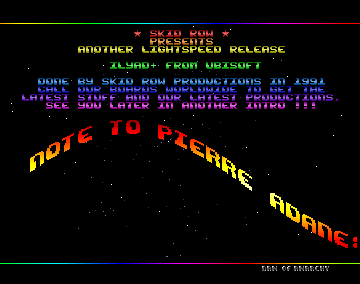 ★ SKID ROW ★
PRESENTS
ANOTHER LIGHTSPEED RELEASE
ILYAD+ FROM UBISOFT
DONE BY SKID ROW PRODUCTIONS IN 1991
CALL OUR BOARDS WORLDWIDE TO GET THE
LATEST STUFF AND OUR LATEST PRODUCTIONS.
SEE YOU LATER IN ANOTHER INTRO !!!
NOTE TO PIERRE ADANE:
OF ANARCHY